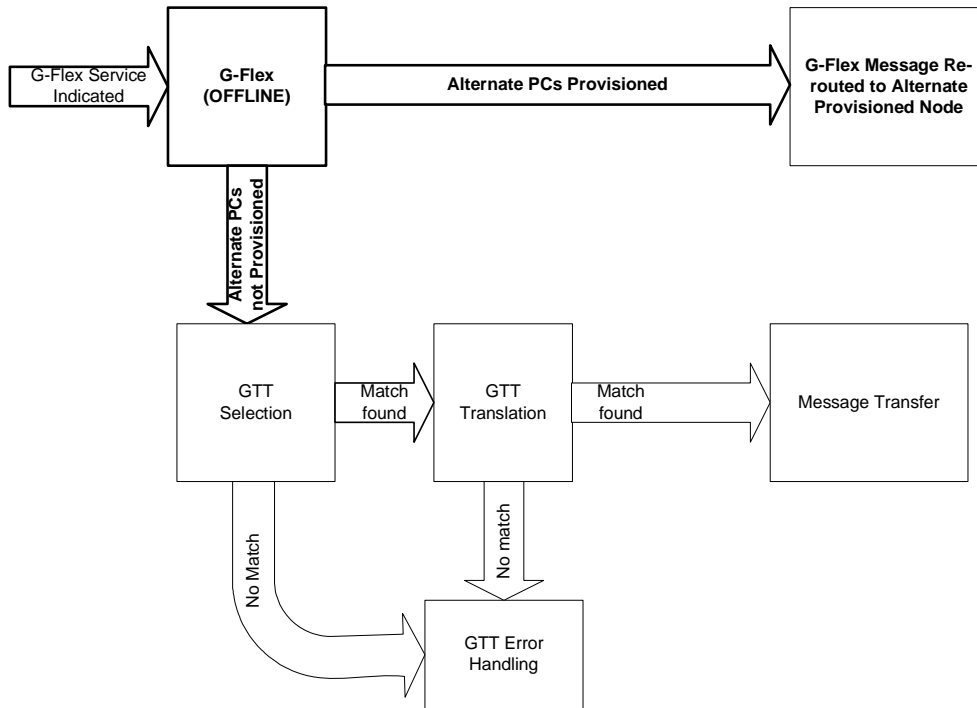 G-Flex Service
Indicated
G-Flex
(OFFLINE)
Alternate PCs Provisioned
G-Flex Message Re-
routed to Alternate
Provisioned Node
Alternate PCs
not Provisioned
GTT
Selection
Match
found
GTT
Translation
Match
found
Message Transfer
No Match
No match
GTT Error
Handling